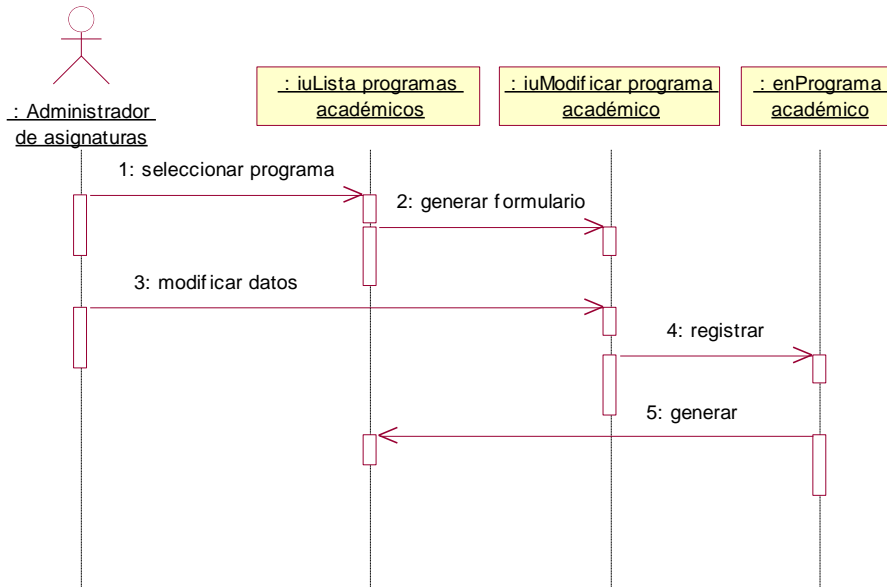 : Administrador
de asignaturas
: iuLista programas
académicos
: iuModificar programa
académico
: enPrograma
académico
1: seleccionar programa
2: generar formulario
3: modificar datos
4: registrar
5: generar